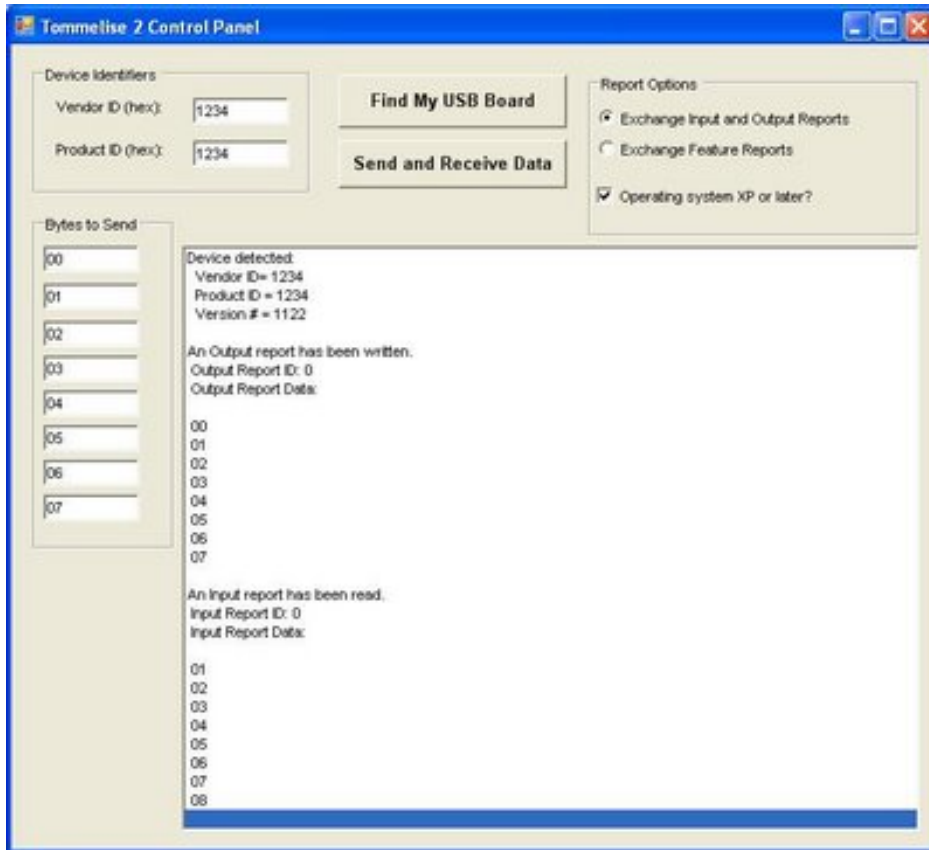 Tommelise 2 Control Panel
Device Identifiers
Vendor ID (hex):
1234
Product ID (hex):
1234
Find My USB Board
Send and Receive Data
Report Options
Exchange Input and Output Reports
Exchange Feature Reports
Operating system XP or later?
Bytes to Send
00
01
02
03
04
05
06
07
Device detected:
Vendor ID= 1234
Product ID = 1234
Version # = 1122
An Output report has been written.
Output Report ID: 0
Output Report Data:
00
01
02
03
04
05
06
07
An Input report has been read.
Input Report ID: 0
Input Report Data:
01
02
03
04
05
06
07
08